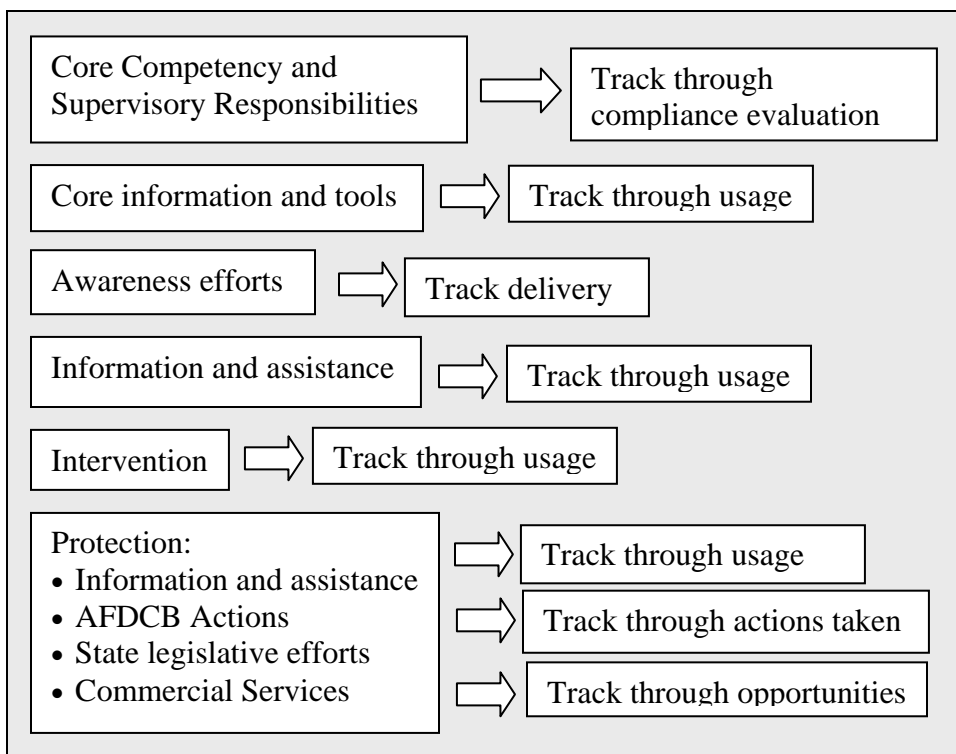 Core Competency and
Supervisory Responsibilities
Track through
compliance evaluation
Core information and tools
Track through usage
Awareness efforts
Track delivery
Information and assistance
Track through usage
Intervention
Track through usage
Protection:
• Information and assistance
• AFDCB Actions
• State legislative efforts
• Commercial Services
Track through usage
Track through actions taken
Track through opportunities